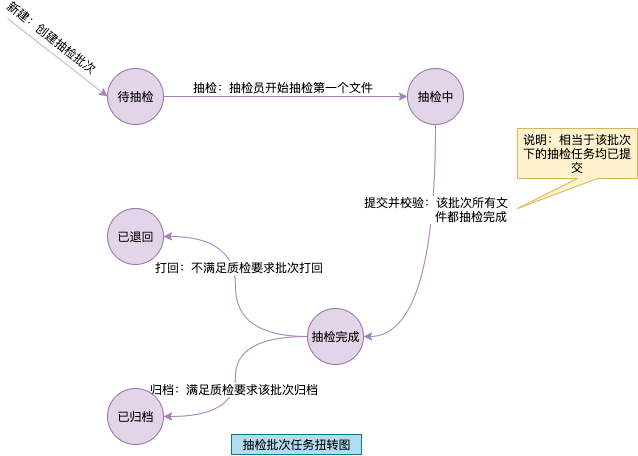 新建：创建抽检批次
待抽检
抽检：抽检员开始抽检第一个文件
抽检中
说明：相当于该批次
下的抽检任务均已提
交
提交并校验：该批次所有文
件都抽检完成
已退回
打回：不满足质检要求批次打回
抽检完成
归档：满足质检要求该批次归档
已归档
抽检批次任务扭转图